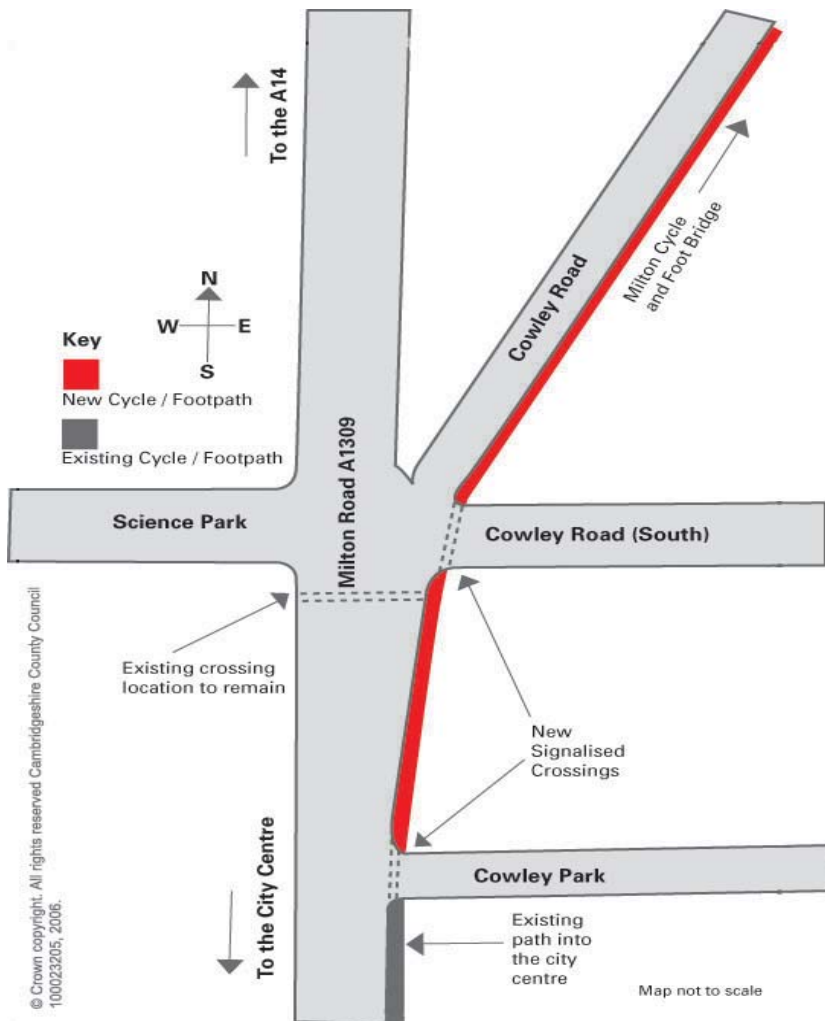 To the A14
N
W
E
S
Key
New Cycle / Footpath
Existing Cycle / Footpath
Cowley Road
Milton Cycle
and Foot Bridge
Milton Road A1309
Science Park
Cowley Road (South)
Existing crossing
location to remain
New
Signalised
Crossings
To the City Centre
Cowley Park
Existing
path into
the city
centre
Map not to scale
© Crown copyright. All rights reserved Cambridgeshire County Council
100023205, 2006.